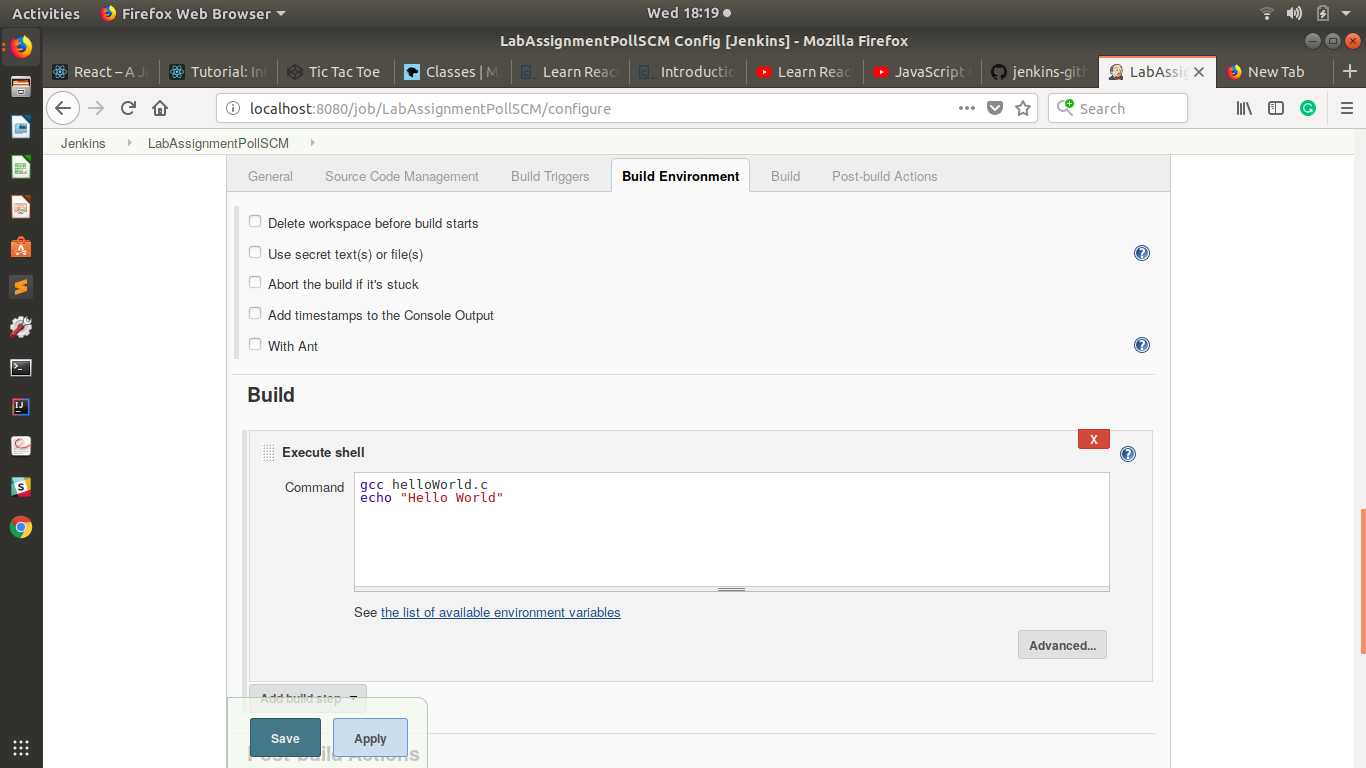 Activities Firefox Web Browser Wed 18:19
LabAssignmentPollSCM Config [Jenkins] - Mozilla Firefox
React – A Ja Tutorial: Int Tic Tac Toe Classes | M Learn Reac Introductio Learn Reac JavaScript jenkins-gith LabAssig New Tab
localhost:8080/job/LabAssignmentPollSCM/configure Search
Jenkins LabAssignmentPollSCM
General Source Code Management Build Triggers Build Environment Build Post-build Actions
Delete workspace before build starts
Use secret text(s) or file(s)
Abort the build if it's stuck
Add timestamps to the Console Output
With Ant
Build
Execute shell X
Command gcc helloWorld.c
echo "Hello World"
See the list of available environment variables
Advanced...
Add build step
Save Apply
Post-build Actions